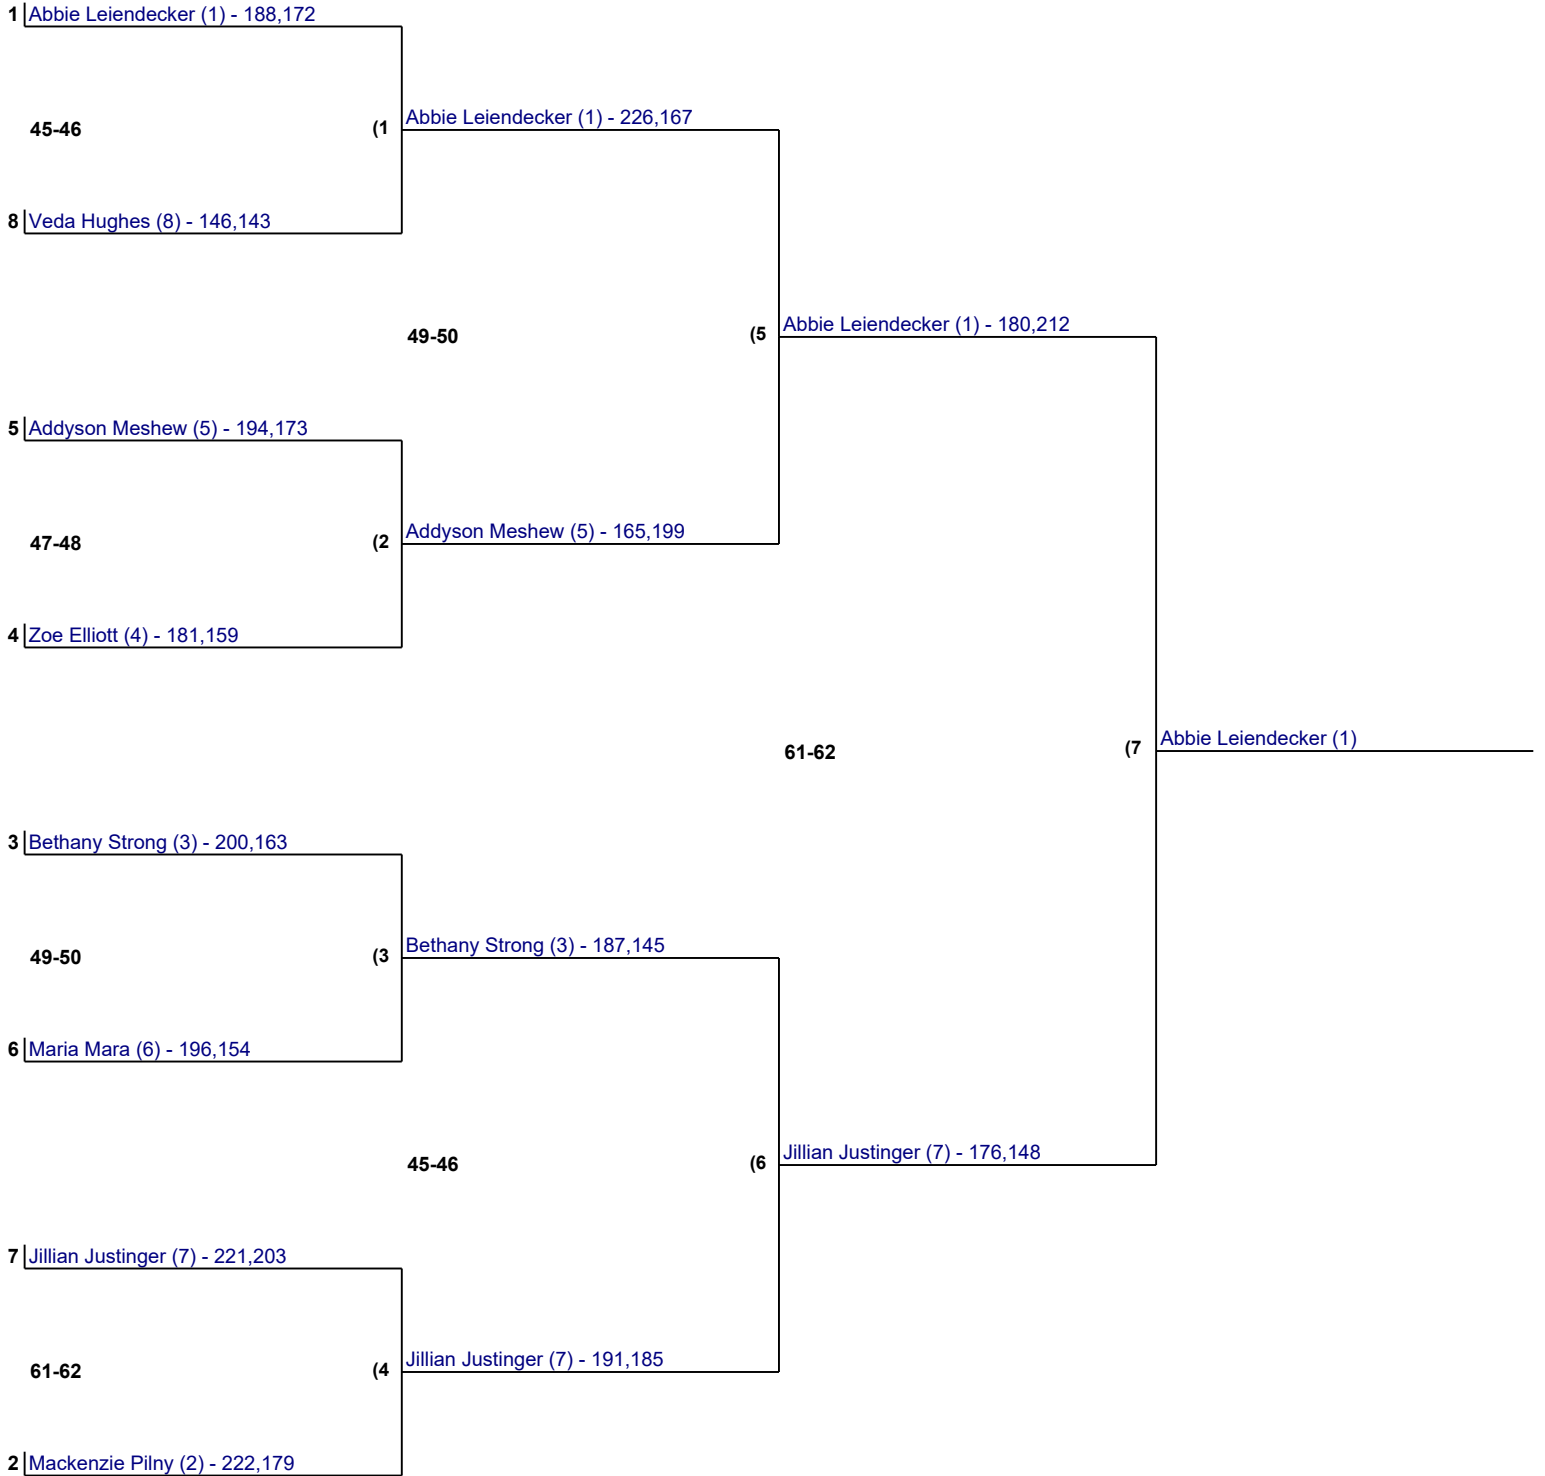 1 Abbie Leiendecker (1) - 188,172
Abbie Leiendecker (1) - 226,167
45-46 (1
8 Veda Hughes (8) - 146,143
Abbie Leiendecker (1) - 180,212
49-50 (5
5 Addyson Meshew (5) - 194,173
Addyson Meshew (5) - 165,199
47-48 (2
4 Zoe Elliott (4) - 181,159
Abbie Leiendecker (1)
61-62 (7
3 Bethany Strong (3) - 200,163
Bethany Strong (3) - 187,145
49-50 (3
6 Maria Mara (6) - 196,154
Jillian Justinger (7) - 176,148
45-46 (6
7 Jillian Justinger (7) - 221,203
Jillian Justinger (7) - 191,185
61-62 (4
2 Mackenzie Pilny (2) - 222,179